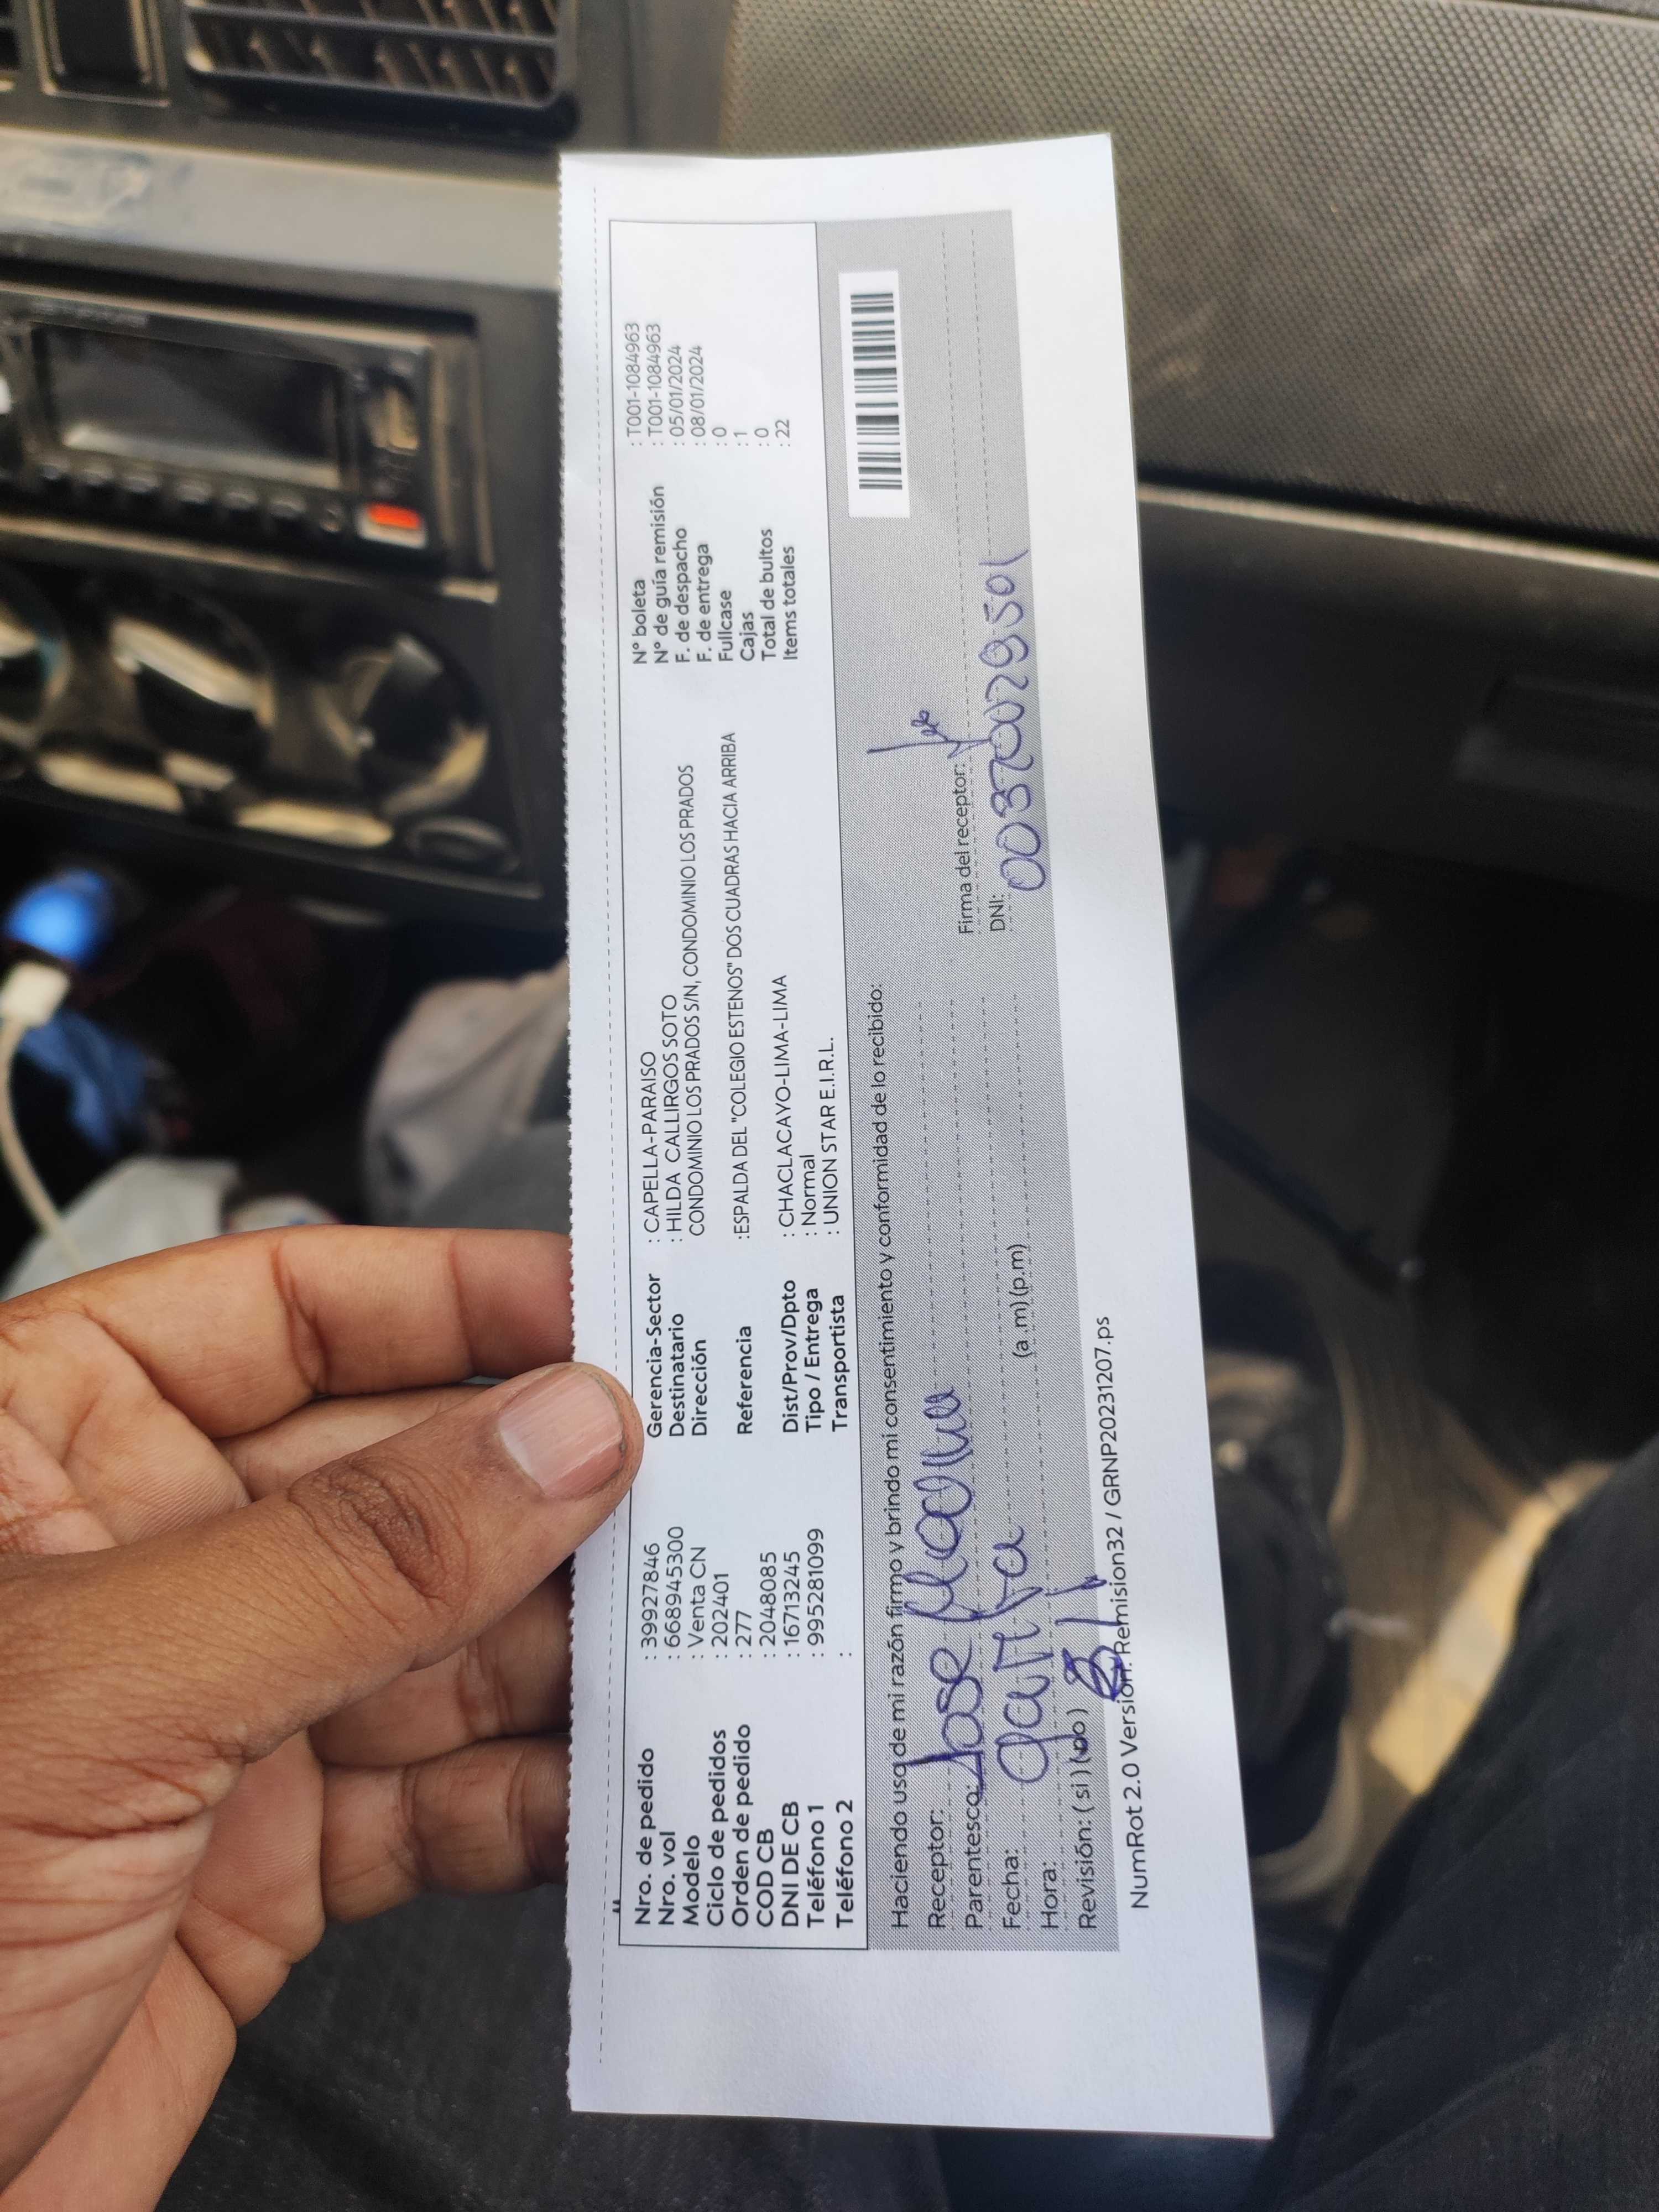 Nro. de pedido : 39927846
Nro. vol : 668945300
Modelo : Venta CN
Ciclo de pedidos : 202401
Orden de pedido : 277
COD CB : 2048085
DNI DE CB : 16713245
Teléfono 1 : 995281099
Teléfono 2 :
Gerencia-Sector : CAPELLA-PARAISO
Destinatario : HILDA CALLIRGOS SOTO
Dirección CONDOMINIO LOS PRADOS S/N, CONDOMINIO LOS PRADOS
Referencia :ESPALDA DEL "COLEGIO ESTENOS" DOS CUADRAS HACIA ARRIBA
Dist/Prov/Dpto : CHACLACAYO-LIMA-LIMA
Tipo / Entrega : Normal
Transportista : UNION STAR E.I.R.L.
N° boleta : T001-1084963
N° de guía remisión : T001-1084963
F. de despacho : 05/01/2024
F. de entrega : 08/01/2024
Fullcase : 0
Cajas : 1
Total de bultos : 0
Items totales : 22
Haciendo uso de mi razón firmo y brindo mi consentimiento y conformidad de lo recibido:
Receptor: Jose
Parentesco:
Fecha:
Hora: (a.m) (p.m)
Revisión: ( si ) ( no )
Firma del receptor:
DNI:
NumRot 2.0 Versión: Remision32 / GRNP20231207.ps